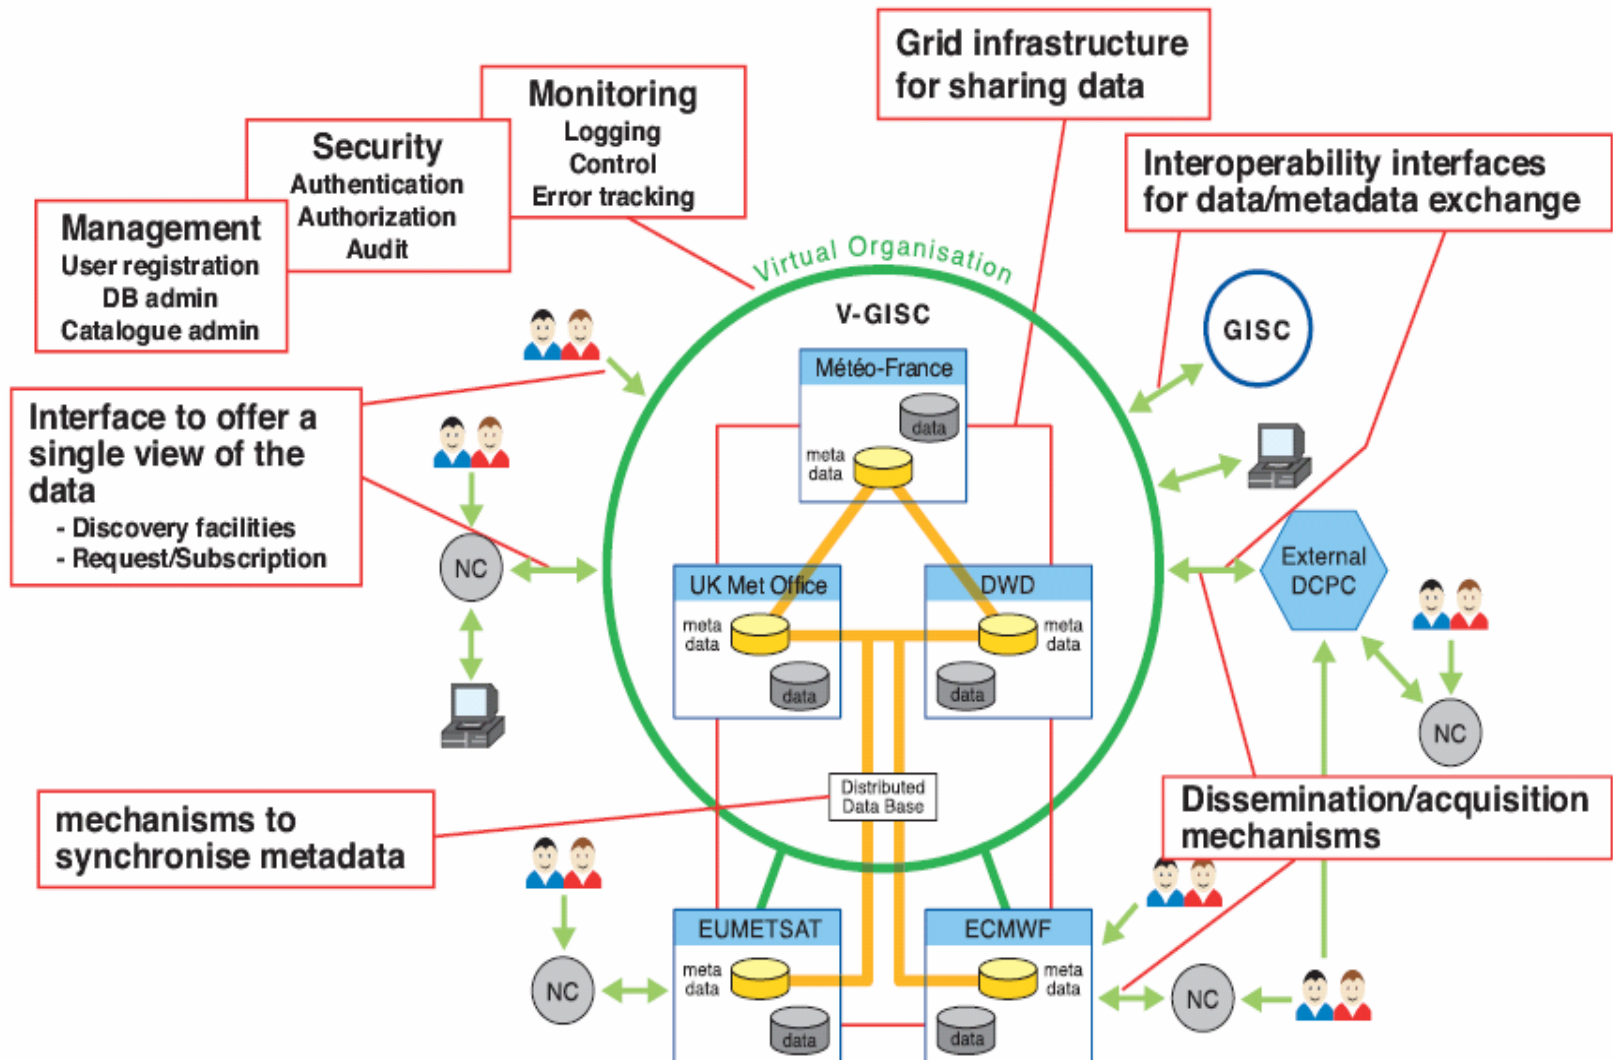 Grid infrastructure
for sharing data
Monitoring
Logging
Control
Error tracking
Security
Authentication
Authorization
Audit
Management
User registration
DB admin
Catalogue admin
Interoperability interfaces
for data/metadata exchange
Virtual Organisation
V-GISC
GISC
Météo-France
data
meta
data
Interface to offer a
single view of the
data
- Discovery facilities
- Request/Subscription
NC
UK Met Office
meta
data
data
DWD
meta
data
data
External
DCPC
NC
Distributed
Data Base
mechanisms to
synchronise metadata
Dissemination/acquisition
mechanisms
EUMETSAT
meta
data
data
ECMWF
meta
data
data
NC
NC